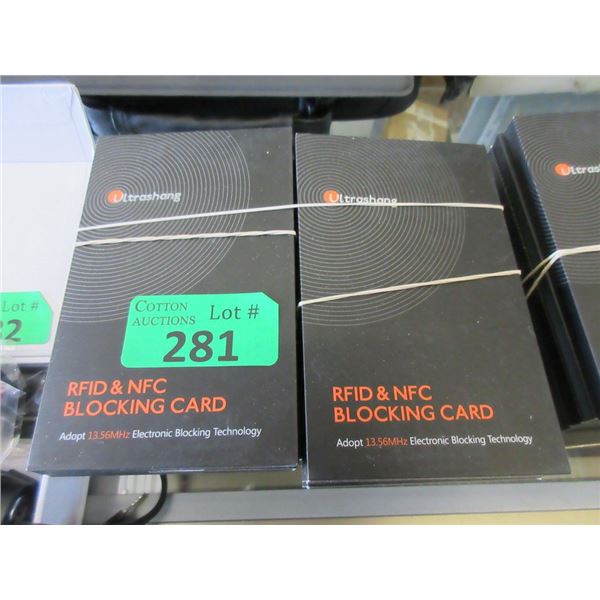 Ultrashang
COTTON
AUCTIONS
Lot #
281
RFID & NFC
BLOCKING CARD
Adopt 13.56MHz Electronic Blocking Technology
Ultrashang
RFID & NFC
BLOCKING CARD
Adopt 13.56MHz Electronic Blocking Technology
Lot #